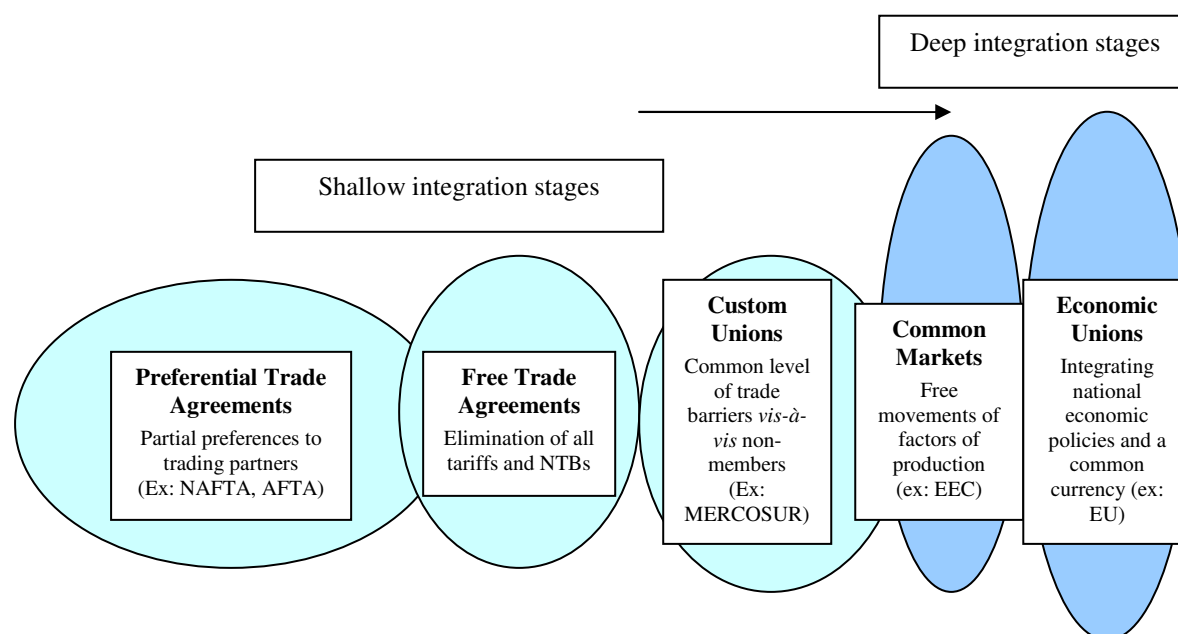 Deep integration stages
Shallow integration stages
Preferential Trade
Agreements
Partial preferences to
trading partners
(Ex: NAFTA, AFTA)
Free Trade
Agreements
Elimination of all
tariffs and NTBs
Custom
Unions
Common level
of trade
barriers vis-à-
vis non-
members
(Ex:
MERCOSUR)
Common
Markets
Free
movements of
factors of
production
(ex: EEC)
Economic
Unions
Integrating
national
economic
policies and a
common
currency (ex:
EU)